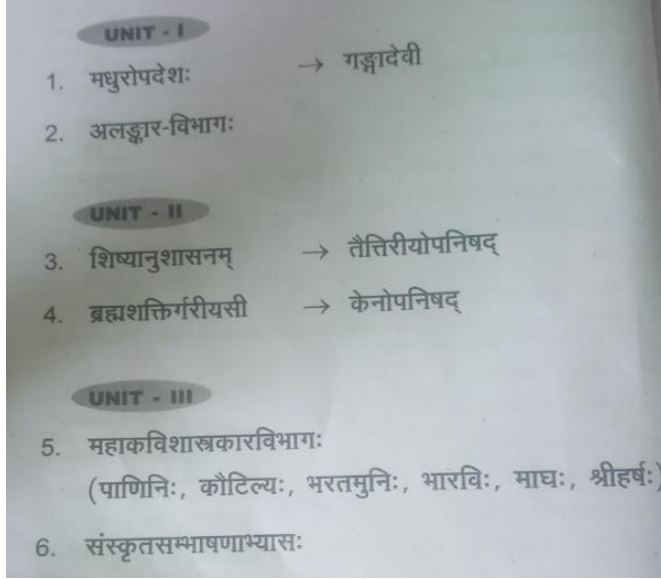 UNIT - I
1. मधुरोपदेशः → गङ्गादेवी
2. अलङ्कार-विभागः
UNIT - II
3. शिष्यानुशासनम् → तैत्तिरीयोपनिषद्
4. ब्रह्मशक्तिर्गरीयसी → केनोपनिषद्
UNIT - III
5. महाकविशास्त्रकारविभागः
(पाणिनिः, कौटिल्यः, भरतमुनिः, भारविः, माघः, श्रीहर्षः)
6. संस्कृतसम्भाषणाभ्यासः